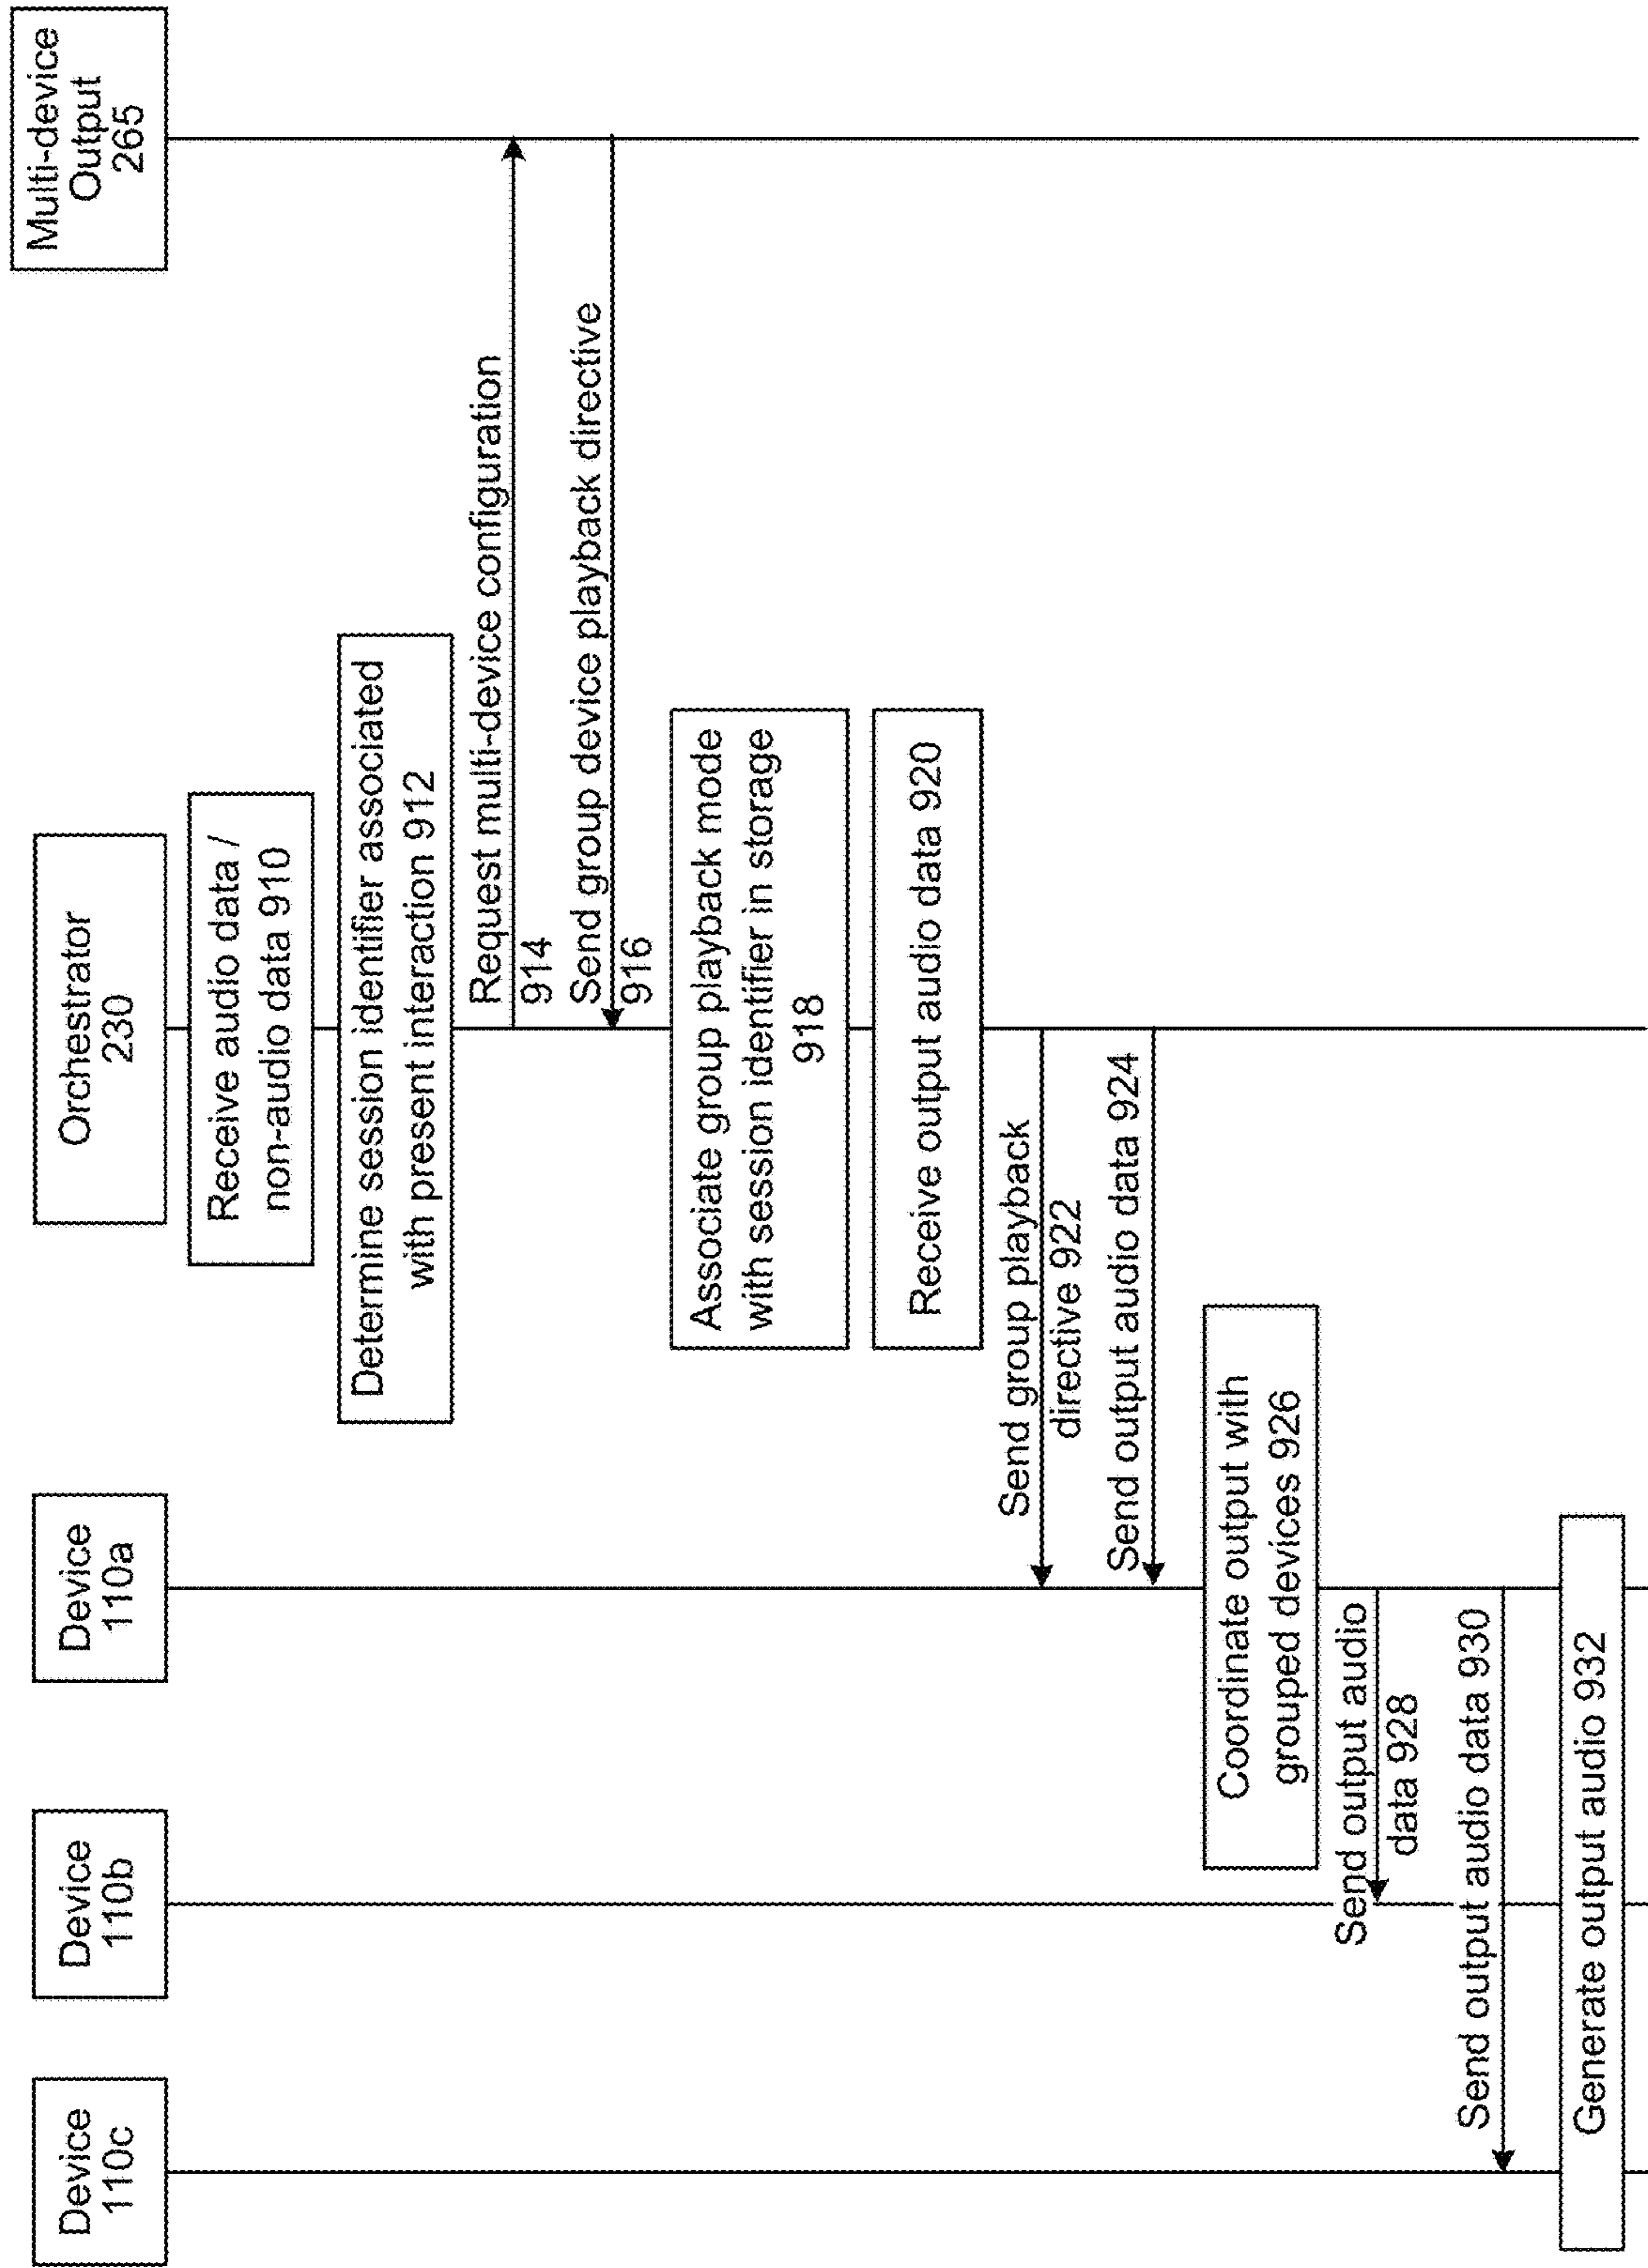 Device
110c
Device
110b
Device
110a
Orchestrator
230
Multi-device
Output
265
Receive audio data /
non-audio data 910
Determine session identifier associated
with present interaction 912
Request multi-device configuration
914
Send group device playback directive
916
Associate group playback mode
with session identifier in storage
918
Receive output audio data 920
Send group playback
directive 922
Send output audio data 924
Coordinate output with
grouped devices 926
Send output audio
data 928
Send output audio data 930
Generate output audio 932